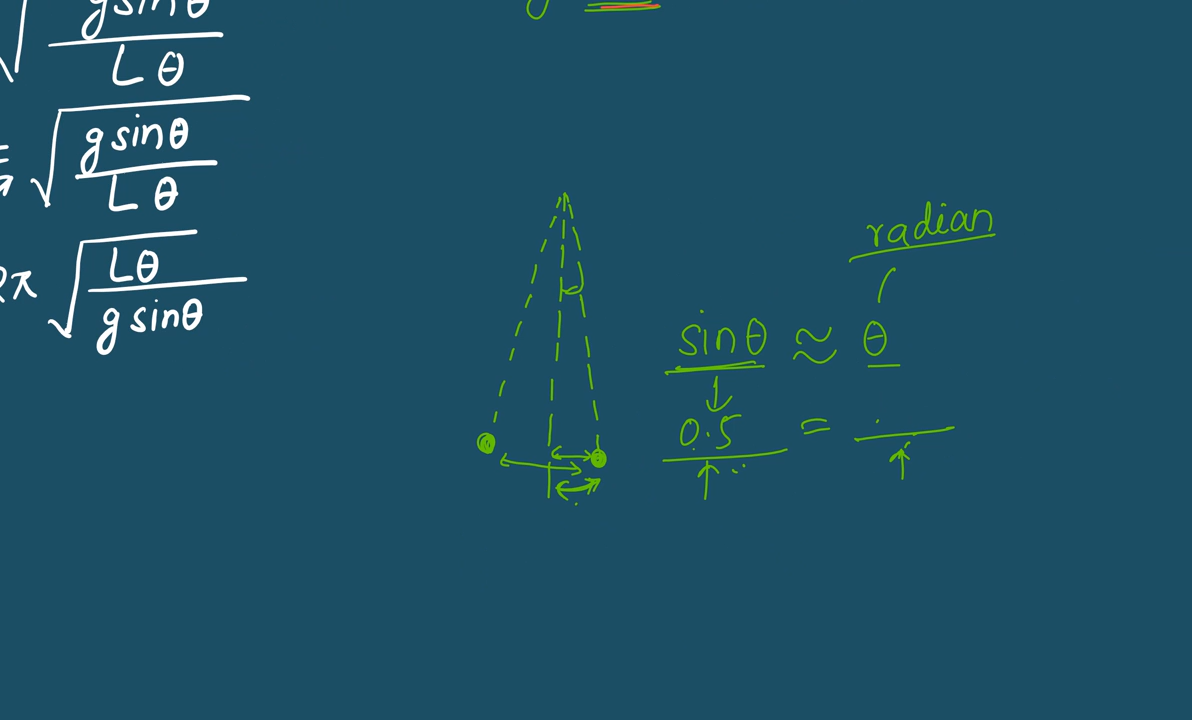 √(g sinθ / Lθ)
√(g sinθ / Lθ)
2π √(Lθ / g sinθ)
radian
sinθ ≈ θ
0.5 =